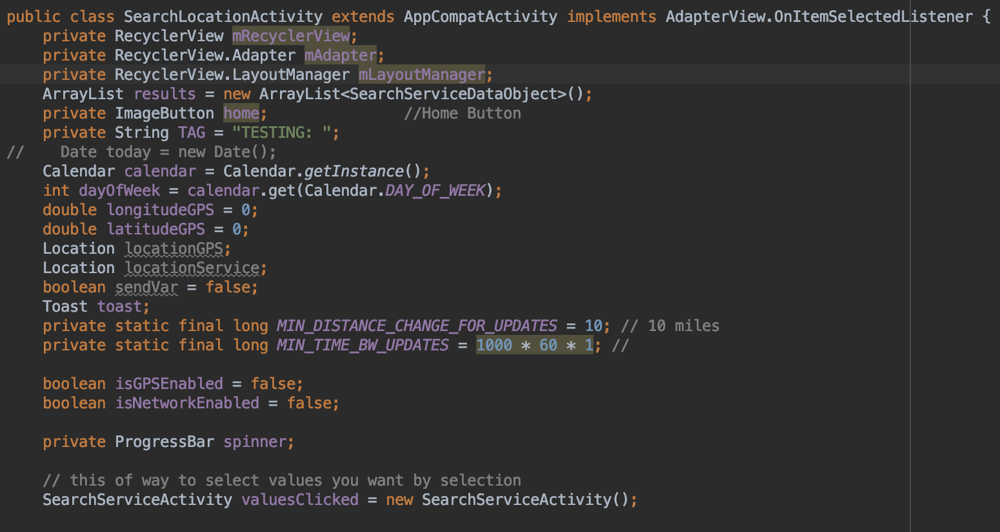 public class SearchLocationActivity extends AppCompatActivity implements AdapterView.OnItemSelectedListener {
    private RecyclerView mRecyclerView;
    private RecyclerView.Adapter mAdapter;
    private RecyclerView.LayoutManager mLayoutManager;
    ArrayList results = new ArrayList<SearchServiceDataObject>();
    private ImageButton home;               //Home Button
    private String TAG = "TESTING: ";
//    Date today = new Date();
    Calendar calendar = Calendar.getInstance();
    int dayOfWeek = calendar.get(Calendar.DAY_OF_WEEK);
    double longitudeGPS = 0;
    double latitudeGPS = 0;
    Location locationGPS;
    Location locationService;
    boolean sendVar = false;
    Toast toast;
    private static final long MIN_DISTANCE_CHANGE_FOR_UPDATES = 10; // 10 miles
    private static final long MIN_TIME_BW_UPDATES = 1000 * 60 * 1; //

    boolean isGPSEnabled = false;
    boolean isNetworkEnabled = false;

    private ProgressBar spinner;

    // this of way to select values you want by selection
    SearchServiceActivity valuesClicked = new SearchServiceActivity();